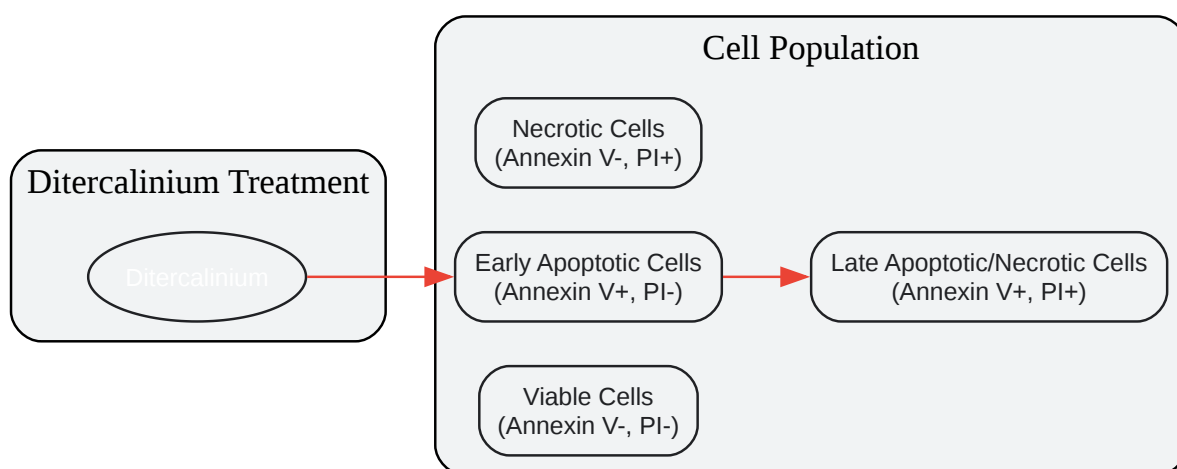 Ditercalinium Treatment
Ditercalinium
Cell Population
Necrotic Cells
(Annexin V-, PI+)
Early Apoptotic Cells
(Annexin V+, PI-)
Late Apoptotic/Necrotic Cells
(Annexin V+, PI+)
Viable Cells
(Annexin V-, PI-)